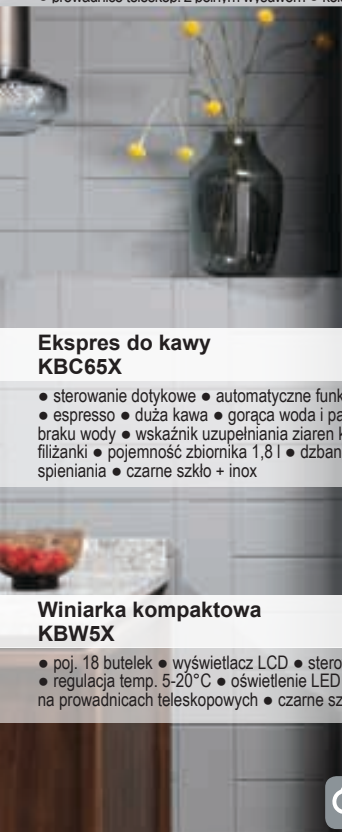 Ekspres do kawy
KBC65X
● sterowanie dotykowe ● automatyczne funk
● espresso ● duża kawa ● gorąca woda i pa
braku wody ● wskaźnik uzupełniania ziaren k
filiżanki ● pojemność zbiornika 1,8 l ● dzban
spieniania ● czarne szkło + inox
Winiarka kompaktowa
KBW5X
● poj. 18 butelek ● wyświetlacz LCD ● stero
● regulacja temp. 5-20°C ● oświetlenie LED
na prowadnicach teleskopowych ● czarne sz